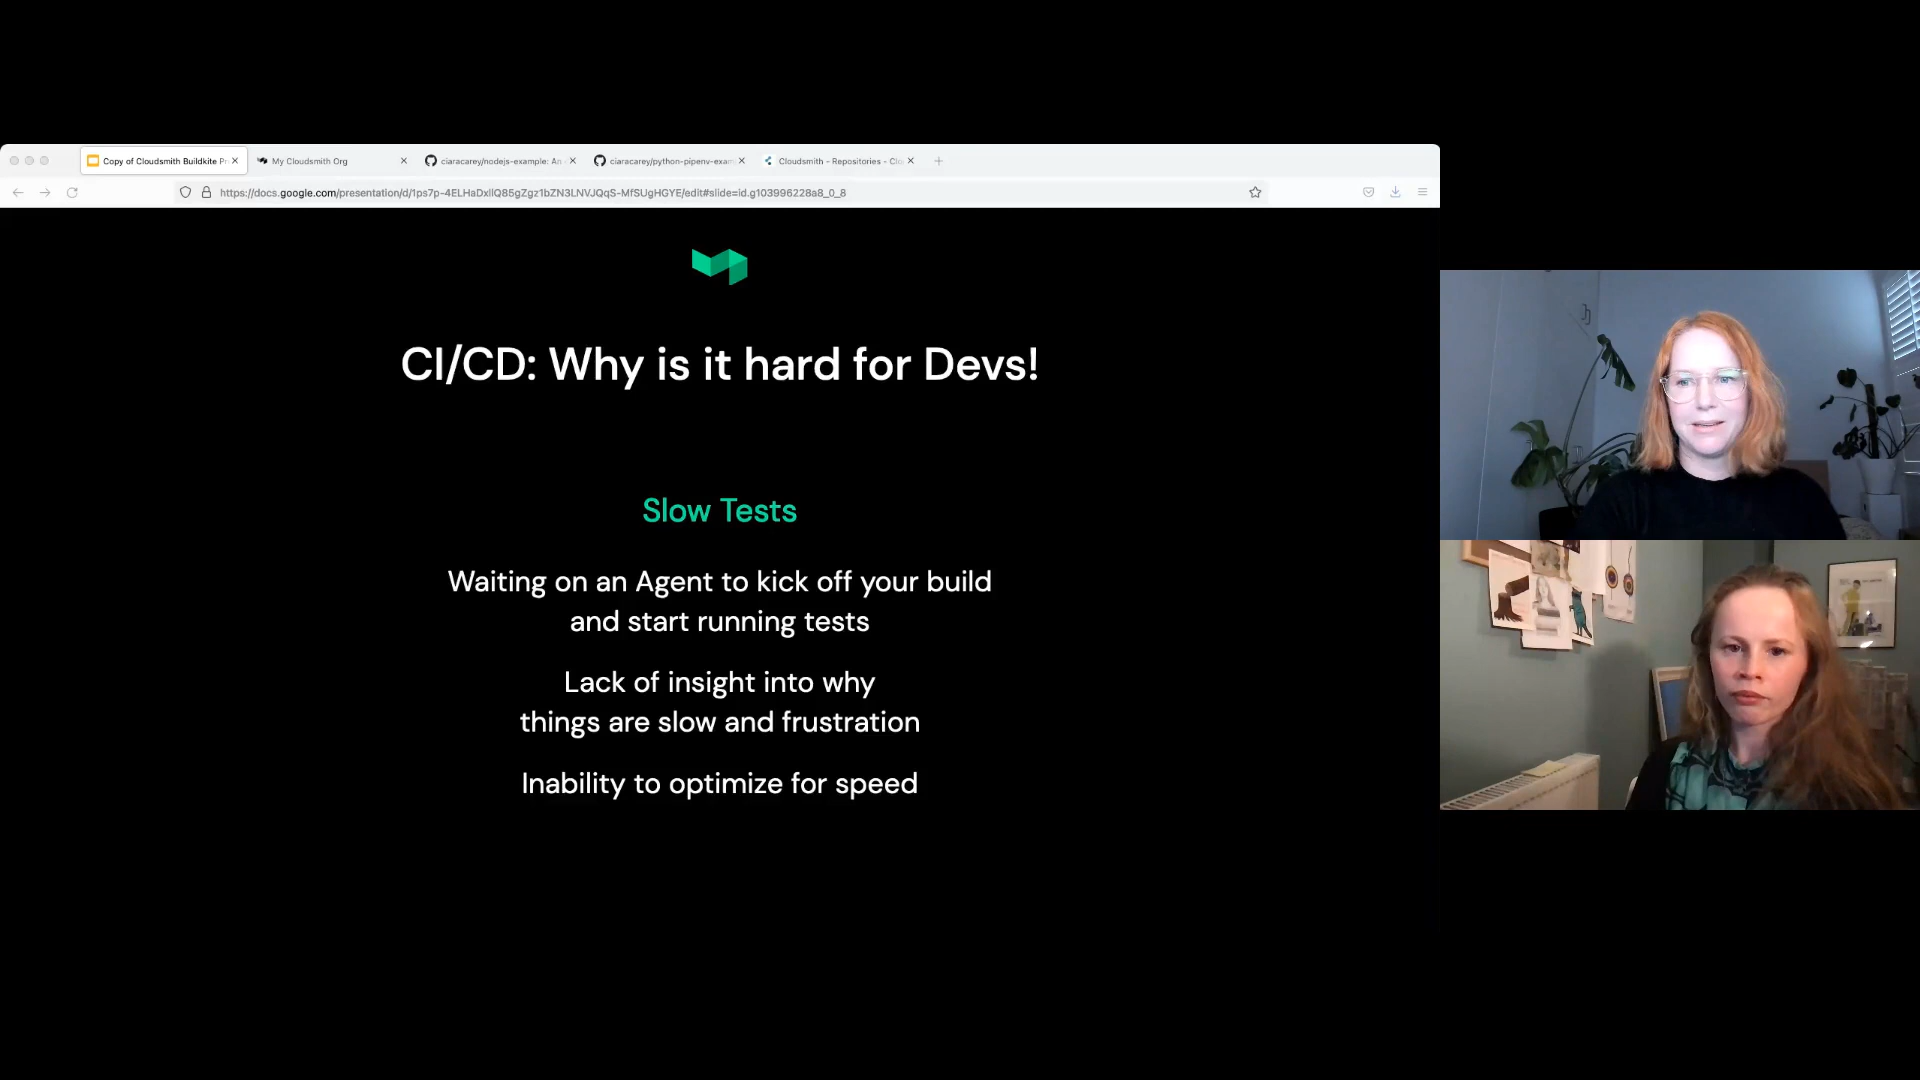 Copy of Cloudsmith Buildkite Pr
My Cloudsmith Org
ciaracarey/nodejs-example: An
ciaracarey/python-pipenv-exam
Cloudsmith - Repositories - Clo
https://docs.google.com/presentation/d/1ps7p-4ELHaDxllQ85gZgz1bZN3LNVJQqS-MfSUgHGYE/edit#slide=id.g103996228a8_0_8
CI/CD: Why is it hard for Devs!
Slow Tests
Waiting on an Agent to kick off your build
and start running tests
Lack of insight into why
things are slow and frustration
Inability to optimize for speed